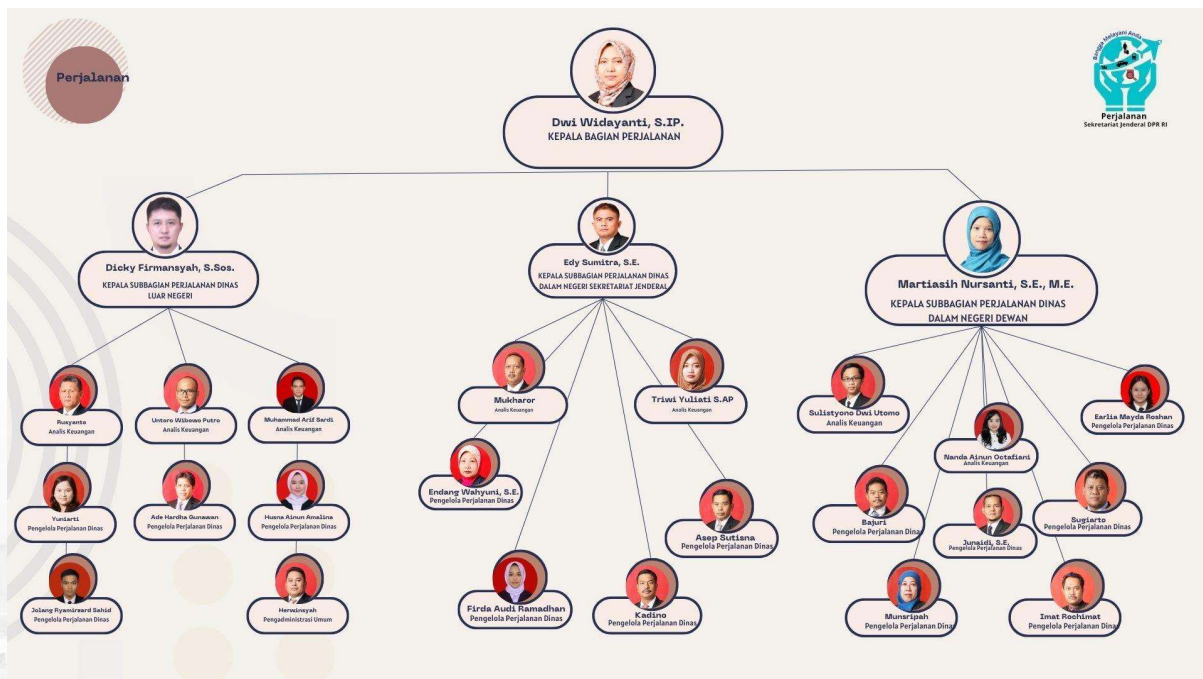 Perjalanan
Bangga Melayani Anda
Perjalanan
Sekretariat Jenderal DPR RI
Dwi Widayanti, S.IP.
KEPALA BAGIAN PERJALANAN
Dicky Firmansyah, S.Sos.
KEPALA SUBBAGIAN PERJALANAN DINAS
LUAR NEGERI
Edy Sumitra, S.E.
KEPALA SUBBAGIAN PERJALANAN DINAS
DALAM NEGERI SEKRETARIAT JENDERAL
Martiasih Nursanti, S.E., M.E.
KEPALA SUBBAGIAN PERJALANAN DINAS
DALAM NEGERI DEWAN
Rusyanto
Analis Keuangan
Untoro Wibowo Putro
Analis Keuangan
Muhammad Arif Sardi
Analis Keuangan
Yuniarti
Pengelola Perjalanan Dinas
Ade Hardha Gunawan
Pengelola Perjalanan Dinas
Husna Ainun Amalina
Pengelola Perjalanan Dinas
Jolang Ryamirzard Sahid
Pengelola Perjalanan Dinas
Herwinsyah
Pengadministrasi Umum
Mukharor
Analis Keuangan
Triwi Yuliati S.AP
Analis Keuangan
Endang Wahyuni, S.E.
Pengelola Perjalanan Dinas
Asep Sutisna
Pengelola Perjalanan Dinas
Firda Audi Ramadhan
Pengelola Perjalanan Dinas
Kadino
Pengelola Perjalanan Dinas
Sulistyono Dwi Utomo
Analis Keuangan
Earlia Mayda Roshan
Pengelola Perjalanan Dinas
Nanda Ainun Octafiani
Analis Keuangan
Bajuri
Pengelola Perjalanan Dinas
Junaidi, S.E,
Pengelola Perjalanan Dinas
Sugiarto
Pengelola Perjalanan Dinas
Munsripah
Pengelola Perjalanan Dinas
Imat Rochimat
Pengelola Perjalanan Dinas